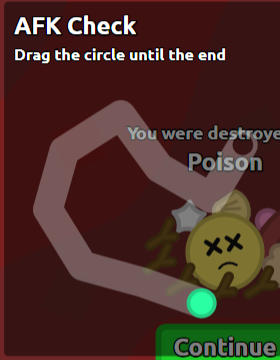 AFK Check
Drag the circle until the end
You were destroye
Poison
Continue